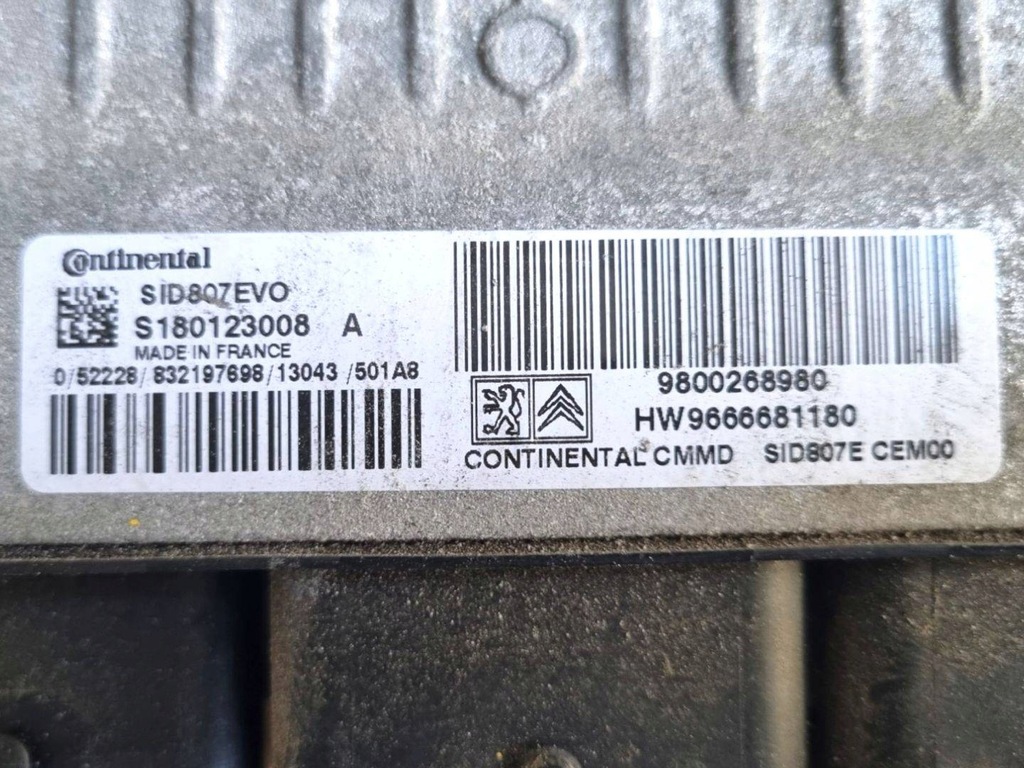 Continental
SID807EVO
S180123008 A
MADE IN FRANCE
0/52228/832197698/13043/501A8
9800268980
HW9666681180
CONTINENTAL CMMD SID807E CEM00